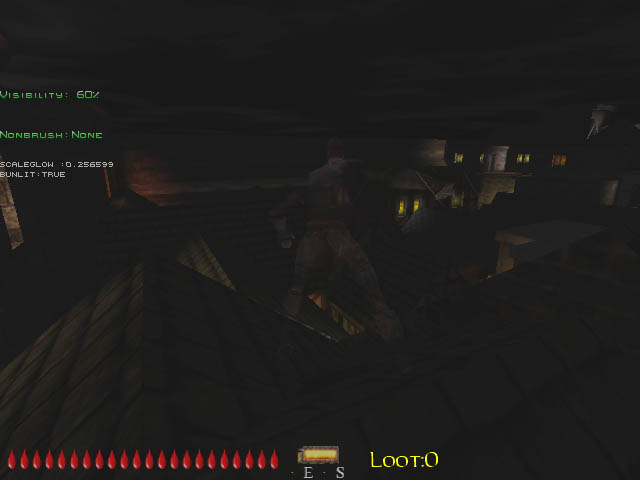 Visibility: 60%
Nonbrush: None
SCALEGLOW :0.256599
BUNLIT:TRUE
· E · S
Loot:0